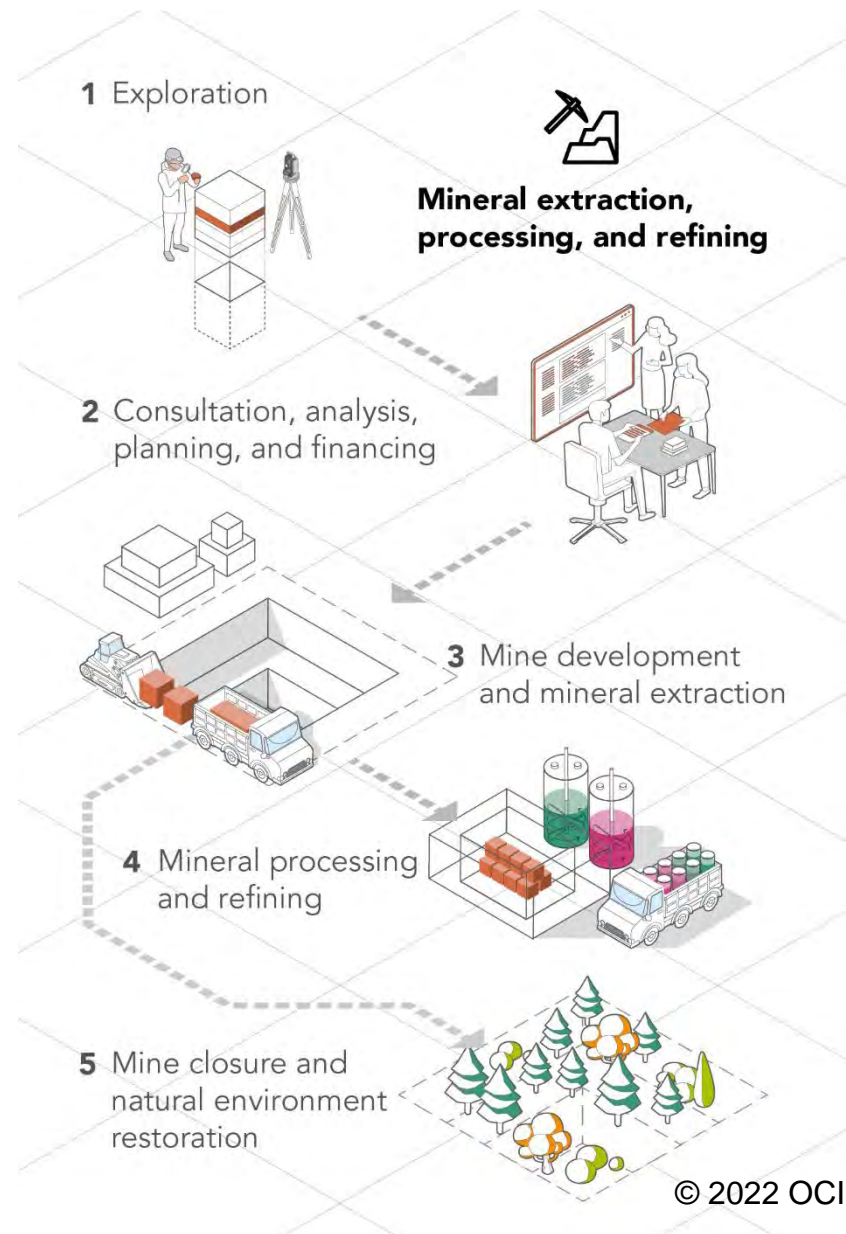 1 Exploration
Mineral extraction,
processing, and refining
2 Consultation, analysis,
planning, and financing
3 Mine development
and mineral extraction
4 Mineral processing
and refining
5 Mine closure and
natural environment
restoration
© 2022 OCI